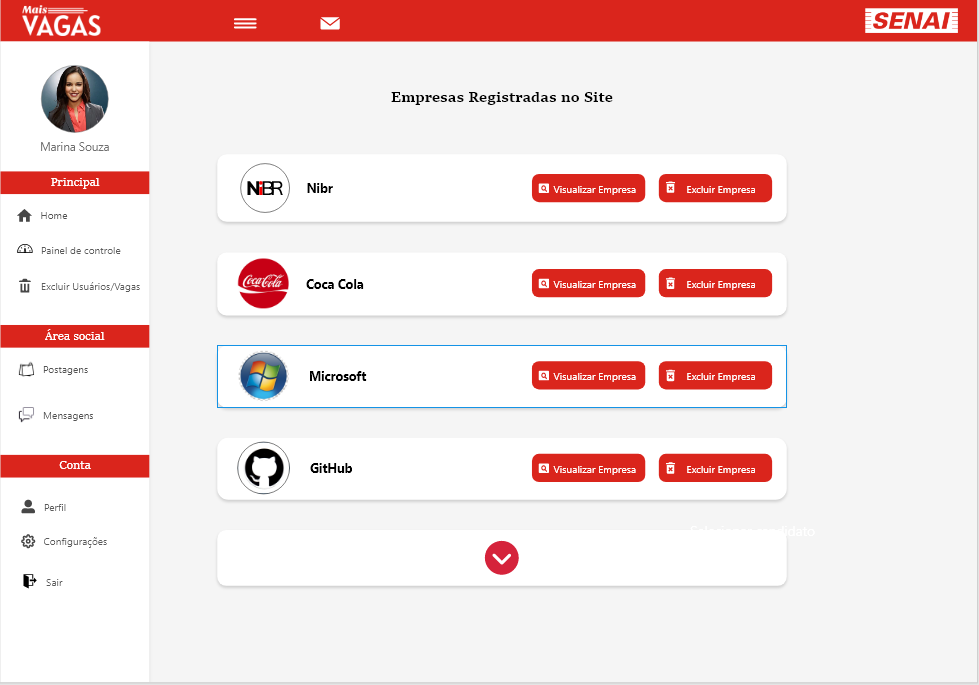 Mais
VAGAS
SENAI
Marina Souza
Principal
Home
Painel de controle
Excluir Usuários/Vagas
Área social
Postagens
Mensagens
Conta
Perfil
Configurações
Sair
Empresas Registradas no Site
NiBR
Nibr
Visualizar Empresa
Excluir Empresa
Coca-Cola
Coca Cola
Visualizar Empresa
Excluir Empresa
Microsoft
Visualizar Empresa
Excluir Empresa
GitHub
Visualizar Empresa
Excluir Empresa